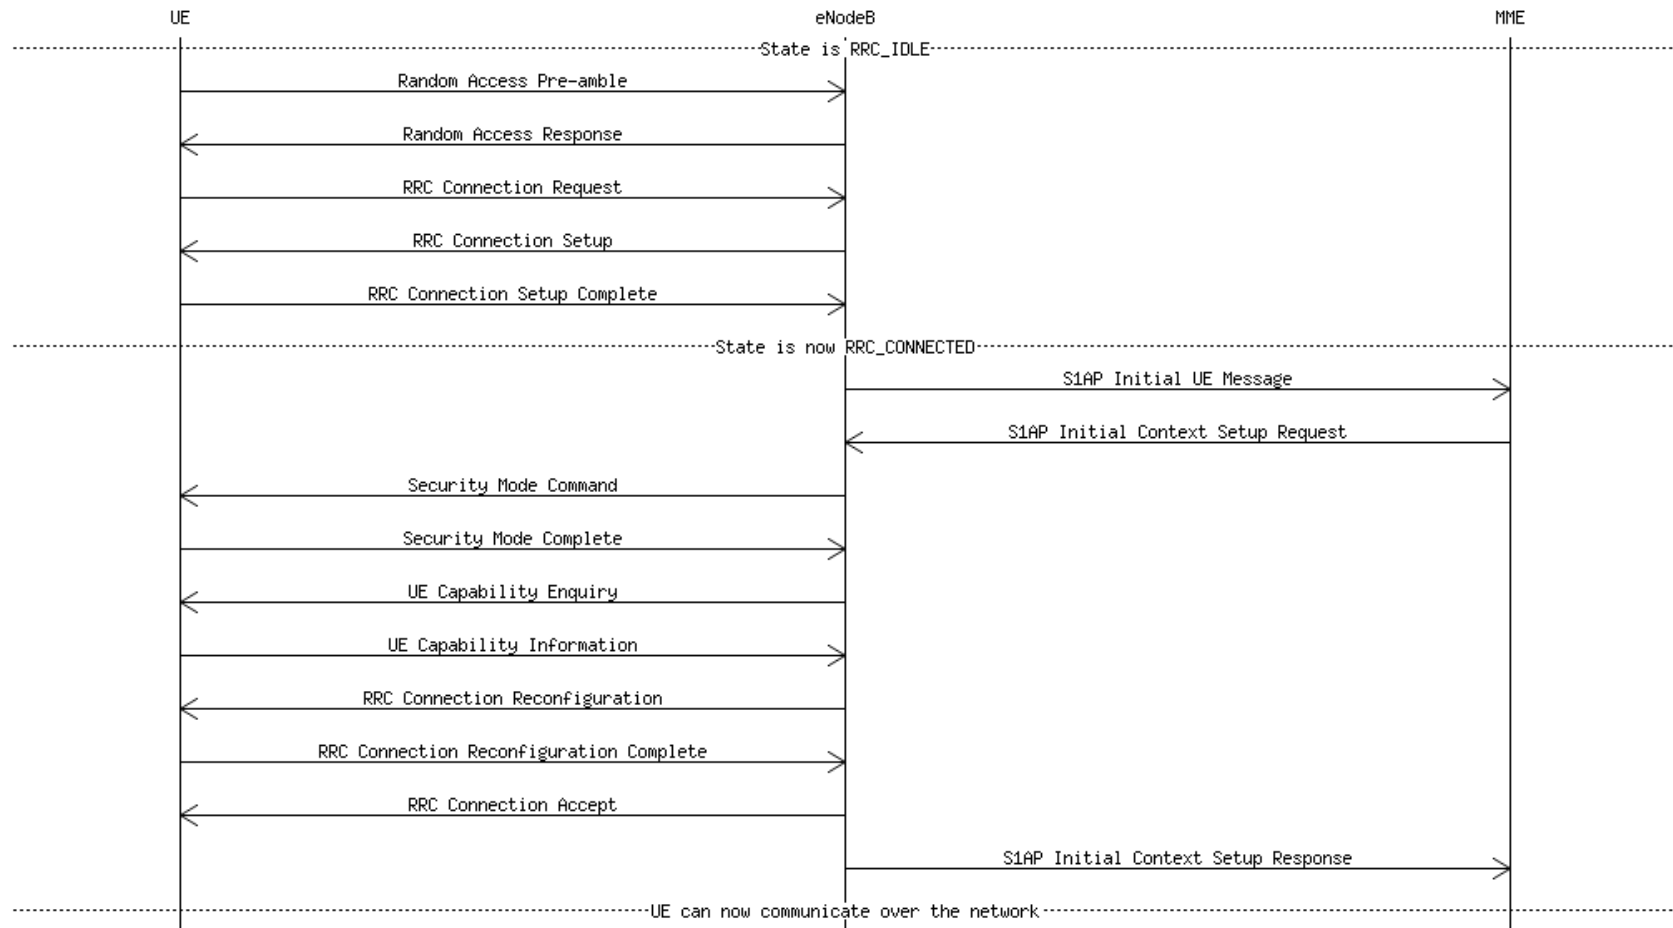 UE eNodeB MME
State is RRC_IDLE
Random Access Pre-amble
Random Access Response
RRC Connection Request
RRC Connection Setup
RRC Connection Setup Complete
State is now RRC_CONNECTED
S1AP Initial UE Message
S1AP Initial Context Setup Request
Security Mode Command
Security Mode Complete
UE Capability Enquiry
UE Capability Information
RRC Connection Reconfiguration
RRC Connection Reconfiguration Complete
RRC Connection Accept
S1AP Initial Context Setup Response
UE can now communicate over the network